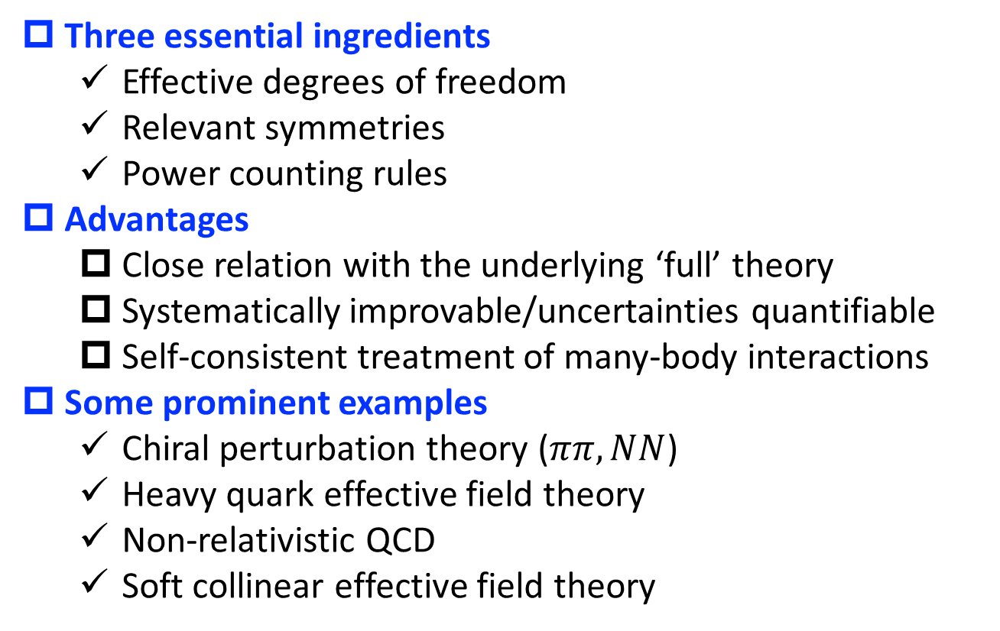 ❑ Three essential ingredients
✓ Effective degrees of freedom
✓ Relevant symmetries
✓ Power counting rules
❑ Advantages
❑ Close relation with the underlying ‘full’ theory
❑ Systematically improvable/uncertainties quantifiable
❑ Self-consistent treatment of many-body interactions
❑ Some prominent examples
✓ Chiral perturbation theory (𝜋𝜋, 𝑁𝑁)
✓ Heavy quark effective field theory
✓ Non-relativistic QCD
✓ Soft collinear effective field theory